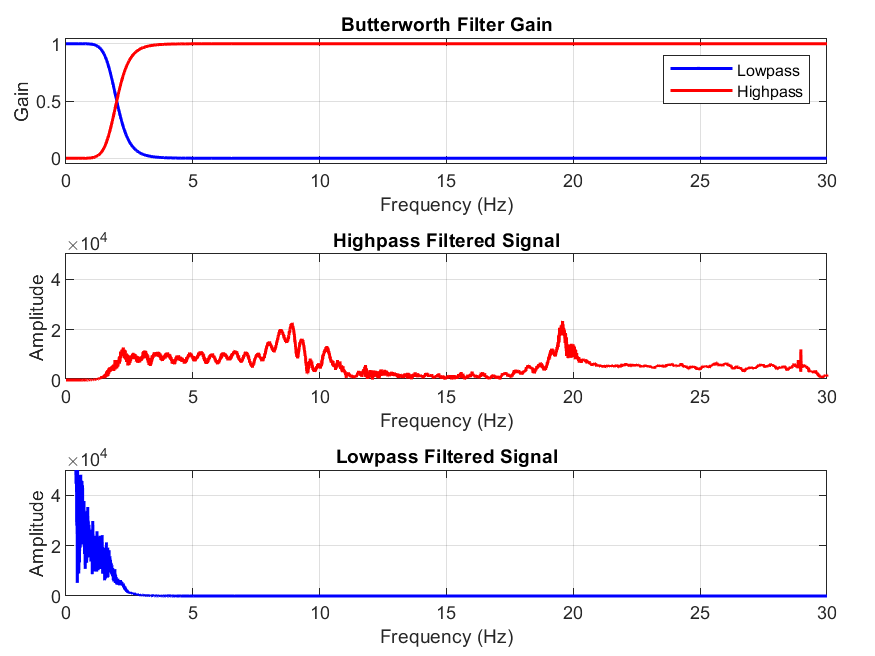 Butterworth Filter Gain
1
0.5
0
Gain
Lowpass
Highpass
0 5 10 15 20 25 30
Frequency (Hz)
×10^4
Highpass Filtered Signal
4
2
0
Amplitude
0 5 10 15 20 25 30
Frequency (Hz)
×10^4
Lowpass Filtered Signal
4
2
0
Amplitude
0 5 10 15 20 25 30
Frequency (Hz)